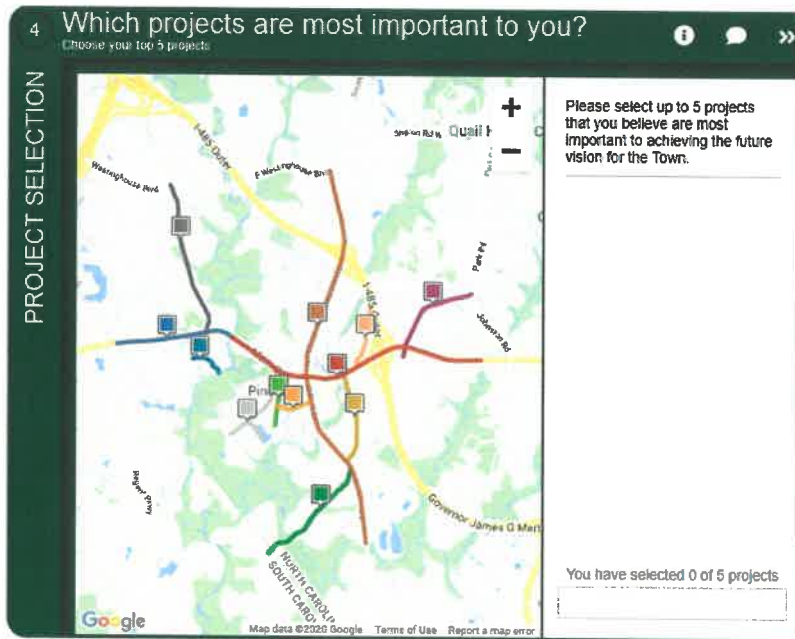 4 Which projects are most important to you?
Choose your top 5 projects
PROJECT SELECTION
Please select up to 5 projects
that you believe are most
important to achieving the future
vision for the Town.
+
−
Quail H
I-485 Outer
E Westinghouse Blvd
Westinghouse Blvd
Park Rd
I-485 Outer
Johnston Rd
Pin
Governor James G Mart
NORTH CAROLIN
SOUTH CAROL
You have selected 0 of 5 projects
Google
Map data ©2020 Google Terms of Use Report a map error